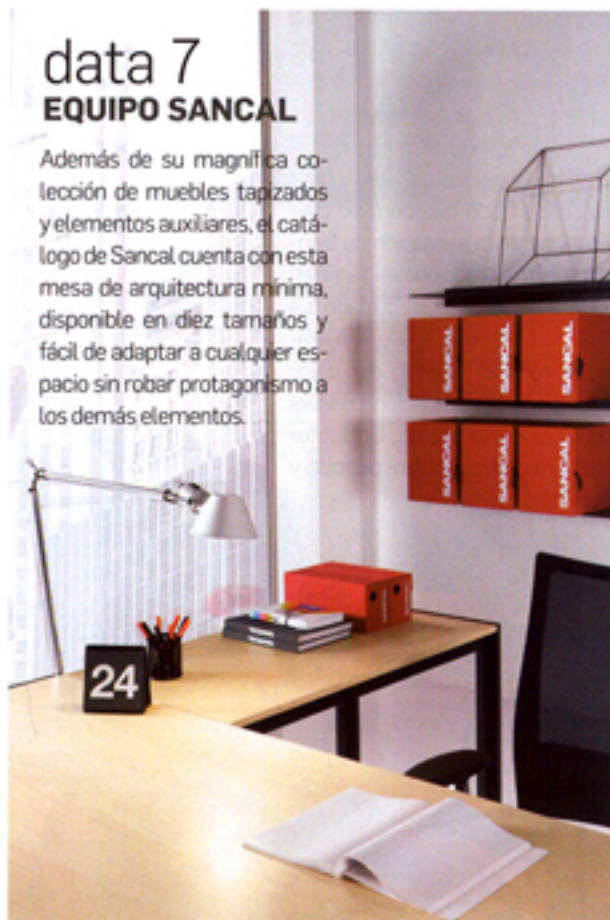 data 7
EQUIPO SANCAL
Además de su magnífica co-
lección de muebles tapizados
y elementos auxiliares, el catá-
logo de Sancal cuenta con esta
mesa de arquitectura mínima,
disponible en diez tamaños y
fácil de adaptar a cualquier es-
pacio sin robar protagonismo a
los demás elementos.
SANCAL
SANCAL
SANCAL
SANCAL
SANCAL
SANCAL
24